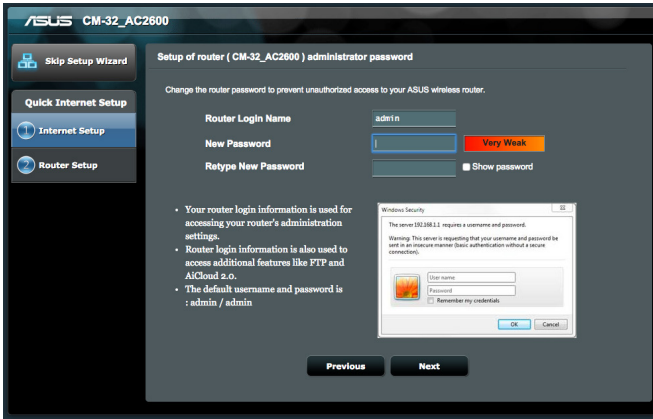 ASUS CM-32_AC2600
Skip Setup Wizard
Quick Internet Setup
1 Internet Setup
2 Router Setup
Setup of router ( CM-32_AC2600 ) administrator password
Change the router password to prevent unauthorized access to your ASUS wireless router.
Router Login Name admin
New Password Very Weak
Retype New Password Show password
• Your router login information is used for
accessing your router's administration
settings.
• Router login information is also used to
access additional features like FTP and
AiCloud 2.0.
• The default username and password is
: admin / admin
Windows Security
The server 192.168.1.1 requires a username and password.
Warning: This server is requesting that your username and password be
sent in an insecure manner (basic authentication without a secure
connection).
User name
Password
Remember my credentials
OK Cancel
Previous Next